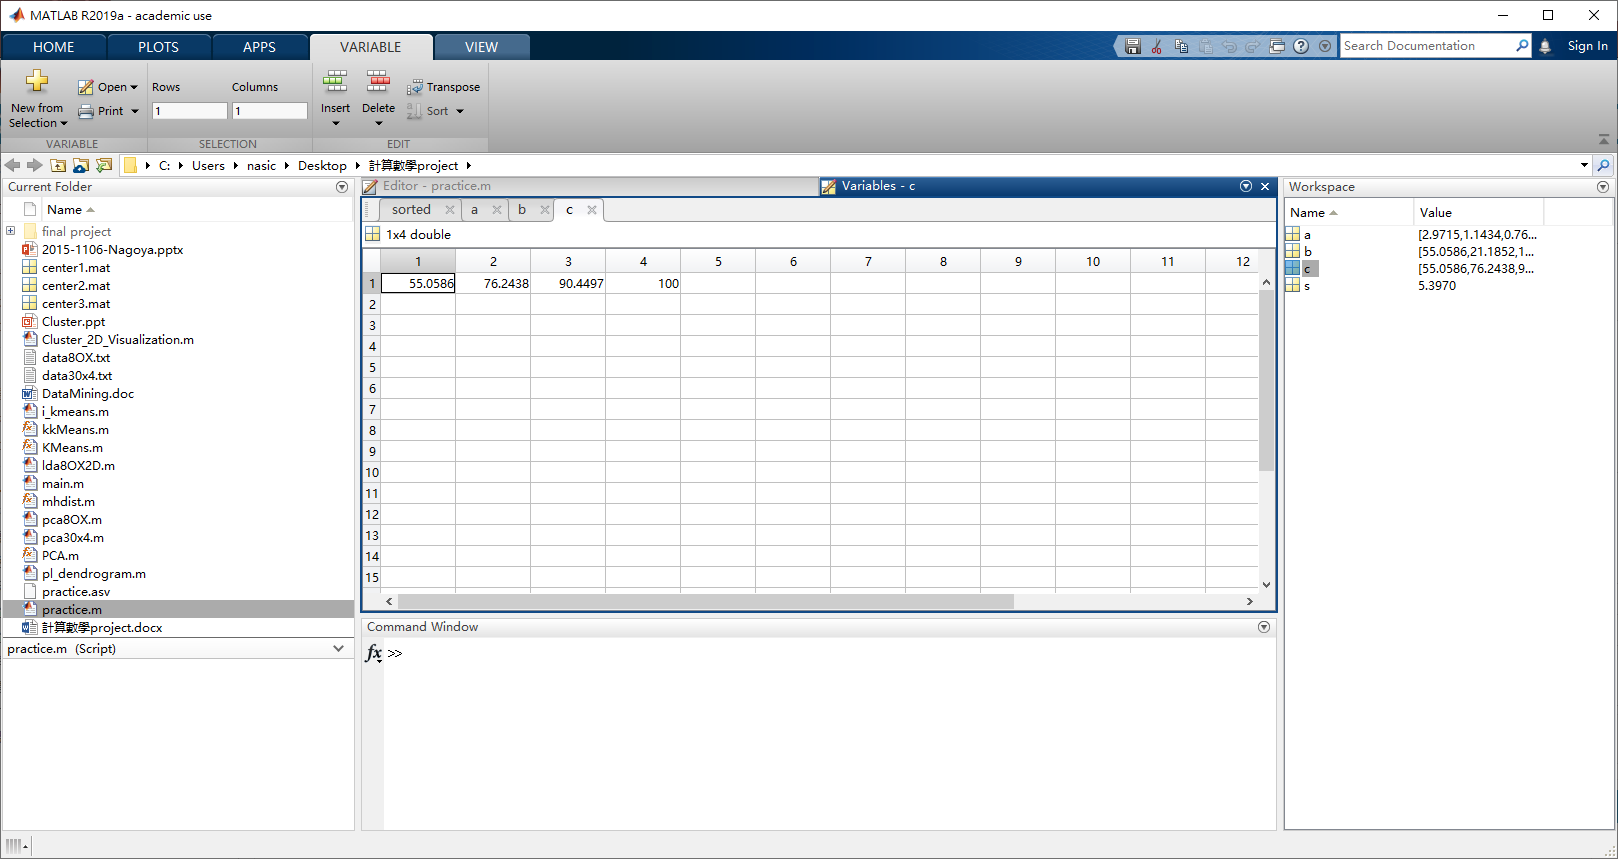 MATLAB R2019a - academic use
HOME PLOTS APPS VARIABLE VIEW
Search Documentation
Sign In
New from Selection
Open
Print
Rows
Columns
1
1
Insert
Delete
Transpose
Sort
VARIABLE SELECTION EDIT
C: Users nasic Desktop 計算數學project
Current Folder
Name
final project
2015-1106-Nagoya.pptx
center1.mat
center2.mat
center3.mat
Cluster.ppt
Cluster_2D_Visualization.m
data8OX.txt
data30x4.txt
DataMining.doc
i_kmeans.m
kkMeans.m
KMeans.m
lda8OX2D.m
main.m
mhdist.m
pca8OX.m
pca30x4.m
PCA.m
pl_dendrogram.m
practice.asv
practice.m
計算數學project.docx
practice.m (Script)
Editor - practice.m
Variables - c
sorted a b c
1x4 double
1 2 3 4 5 6 7 8 9 10 11 12
1 55.0586 76.2438 90.4497 100
2
3
4
5
6
7
8
9
10
11
12
13
14
15
Command Window
fx >>
Workspace
Name Value
a [2.9715,1.1434,0.76...
b [55.0586,21.1852,1...
c [55.0586,76.2438,9...
s 5.3970